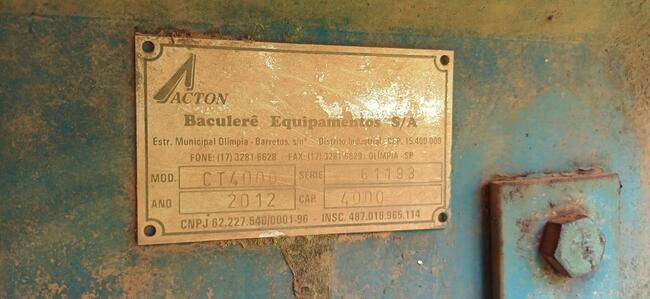 ACTON
Baculerê Equipamentos S/A
Estr. Municipal Olímpia - Barretos, s/nº - Distrito Industrial - CEP. 15.400.000
FONE: (17) 3281-6628 FAX: (17) 3281-6629 - OLÍMPIA - SP
MOD. CT4000 SÉRIE 61193
ANO 2012 CAP. 4000
CNPJ 62.227.540/0001-96 - INSC. 487.016.965.114